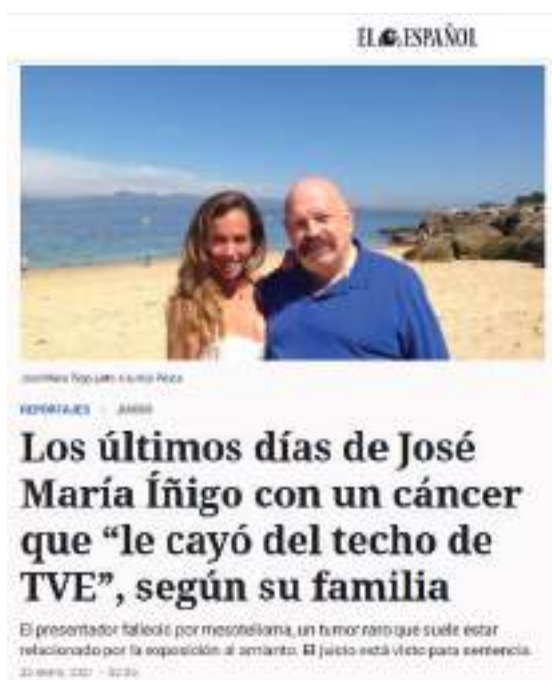 EL ESPAÑOL
REPORTAJES
Los últimos días de José
María Íñigo con un cáncer
que “le cayó del techo de
TVE”, según su familia
El presentador falleció por mesotelioma, un tumor raro que suele estar
relacionado por la exposición al amianto. El juicio está visto para sentencia.